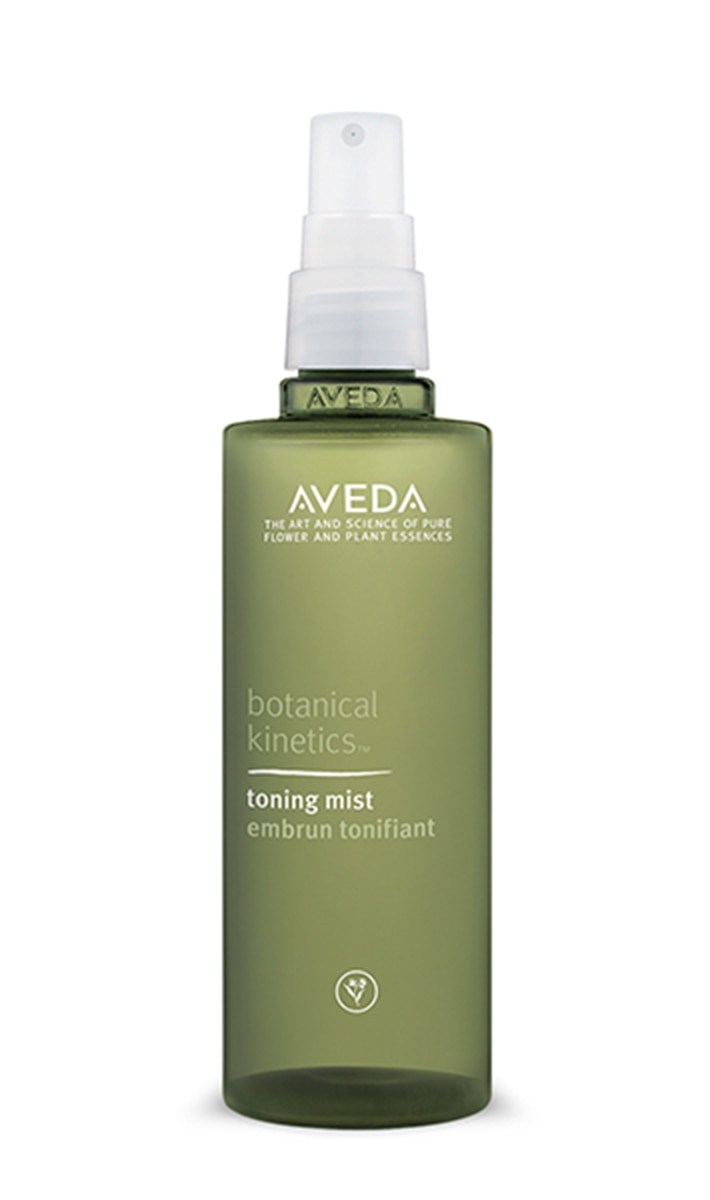 AVEDA
AVEDA
THE ART AND SCIENCE OF PURE
FLOWER AND PLANT ESSENCES
botanical
kinetics™
toning mist
embrun tonifiant